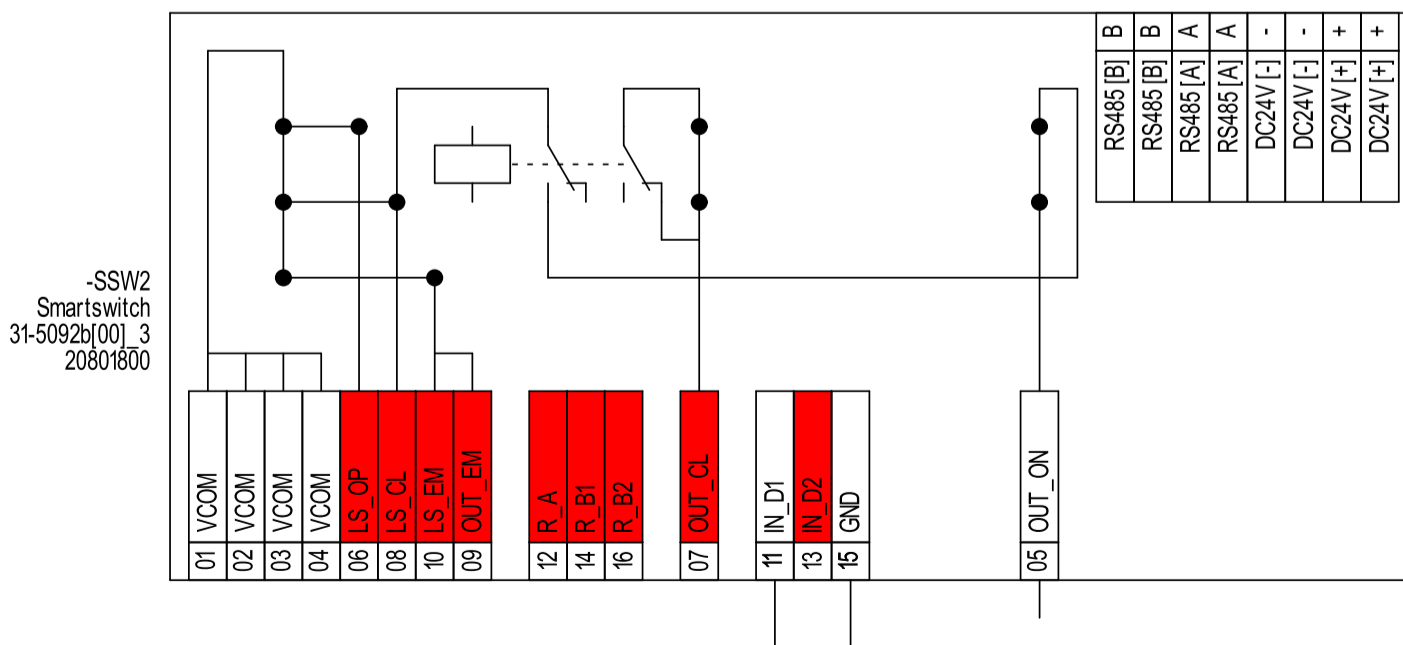 B
B
A
A
-
-
+
+
RS485 [B]
RS485 [B]
RS485 [A]
RS485 [A]
DC24V [-]
DC24V [-]
DC24V [+]
DC24V [+]
-SSW2
Smartswitch
31-5092b[00]_3
20801800
VCOM
VCOM
VCOM
VCOM
LS_OP
LS_CL
LS_EM
OUT_EM
R_A
R_B1
R_B2
OUT_CL
IN_D1
IN_D2
GND
OUT_ON
01
02
03
04
06
08
10
09
12
14
16
07
11
13
15
05